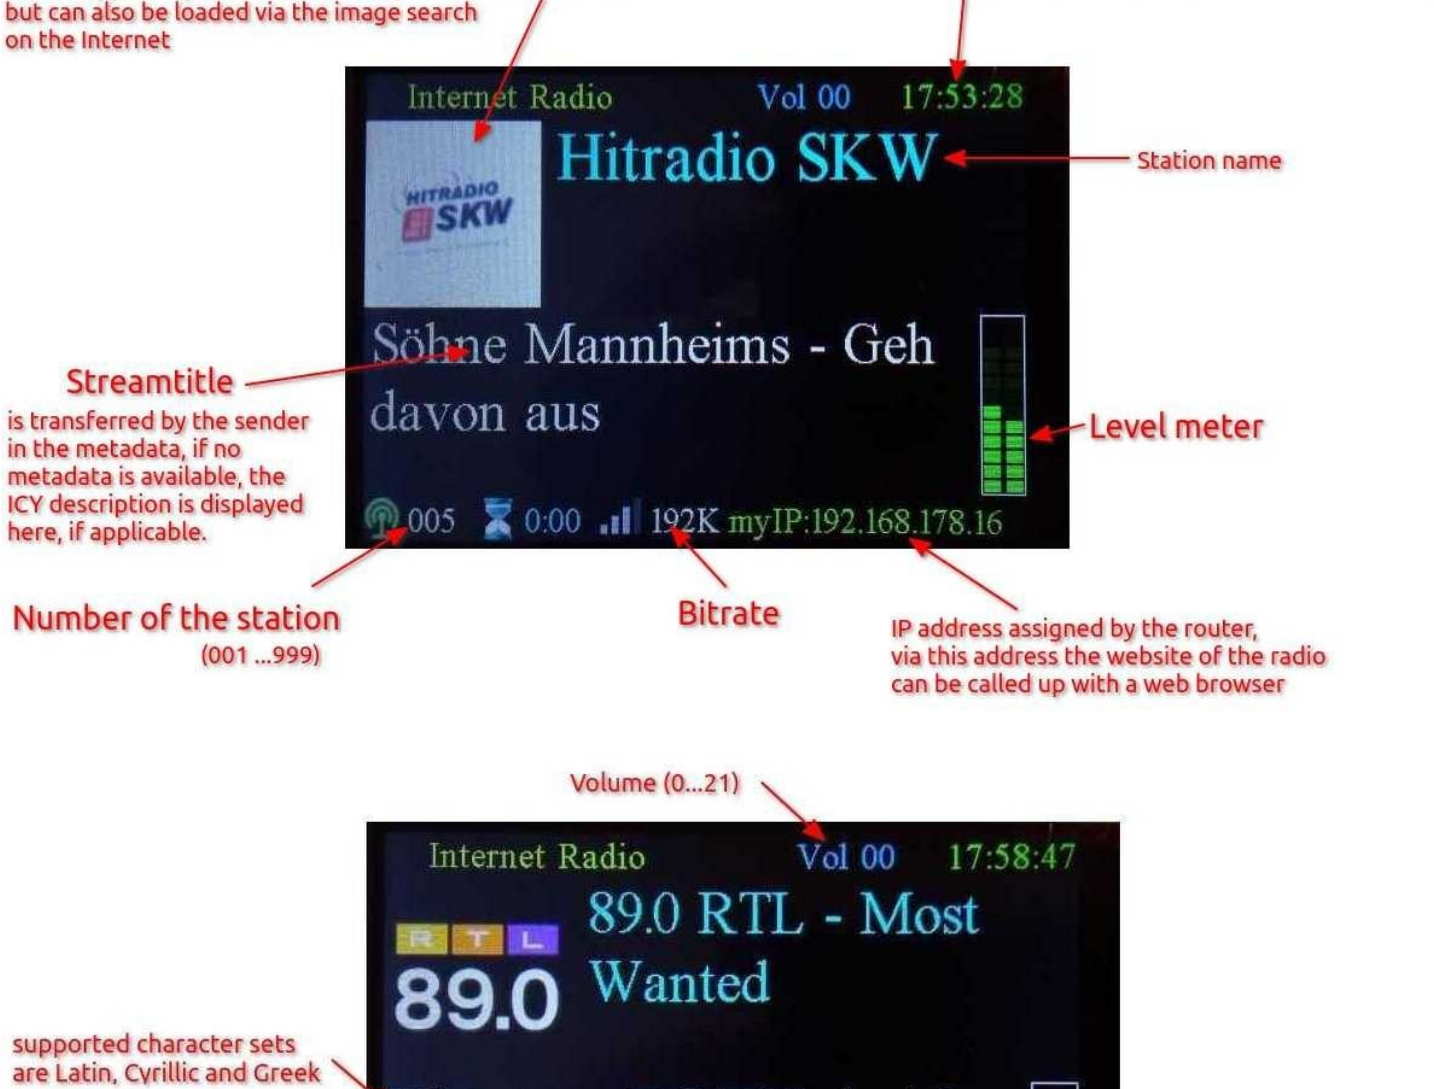 but can also be loaded via the image search
on the Internet
Internet Radio Vol 00 17:53:28
Hitradio SKW
Station name
HITRADIO
SKW
Söhne Mannheims - Geh
davon aus
Streamtitle
is transferred by the sender
in the metadata, if no
metadata is available, the
ICY description is displayed
here, if applicable.
Level meter
005 0:00 192K myIP:192.168.178.16
Number of the station
(001 ...999)
Bitrate
IP address assigned by the router,
via this address the website of the radio
can be called up with a web browser
Volume (0...21)
Internet Radio Vol 00 17:58:47
89.0 RTL - Most
Wanted
RTL
89.0
supported character sets
are Latin, Cyrillic and Greek